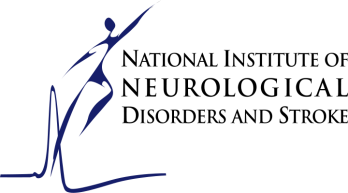 NATIONAL INSTITUTE OF
NEUROLOGICAL
DISORDERS AND STROKE